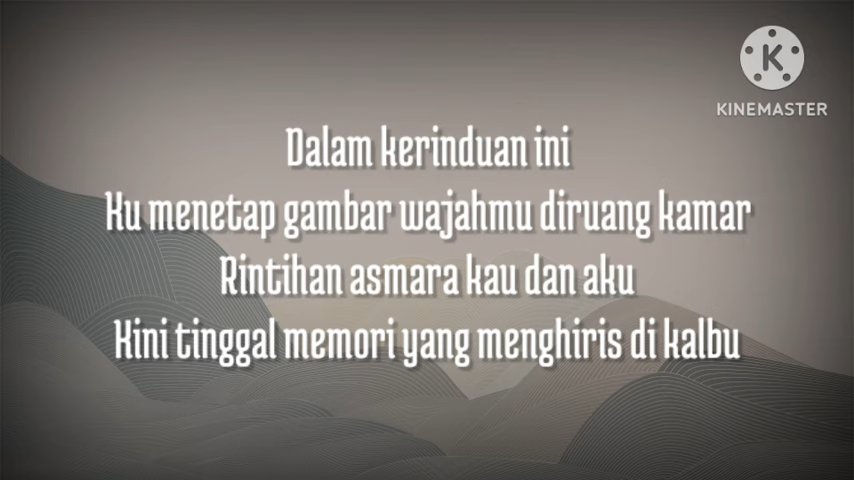 KINEMASTER
Dalam kerinduan ini
Ku menetap gambar wajahmu diruang kamar
Rintihan asmara kau dan aku
Kini tinggal memori yang menghiris di kalbu